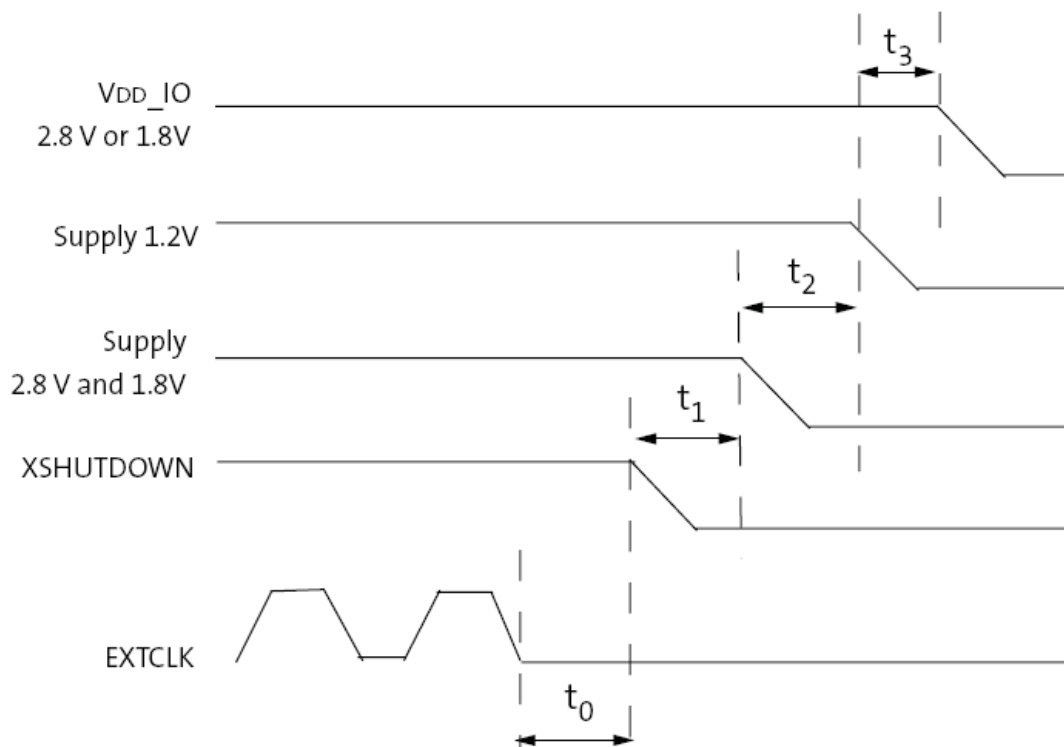 t3
VDD_IO
2.8 V or 1.8V
Supply 1.2V
t2
Supply
2.8 V and 1.8V
t1
XSHUTDOWN
EXTCLK
t0